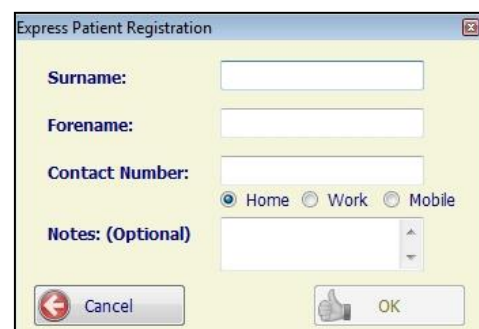 Express Patient Registration
Surname:
Forename:
Contact Number:
Home Work Mobile
Notes: (Optional)
Cancel OK